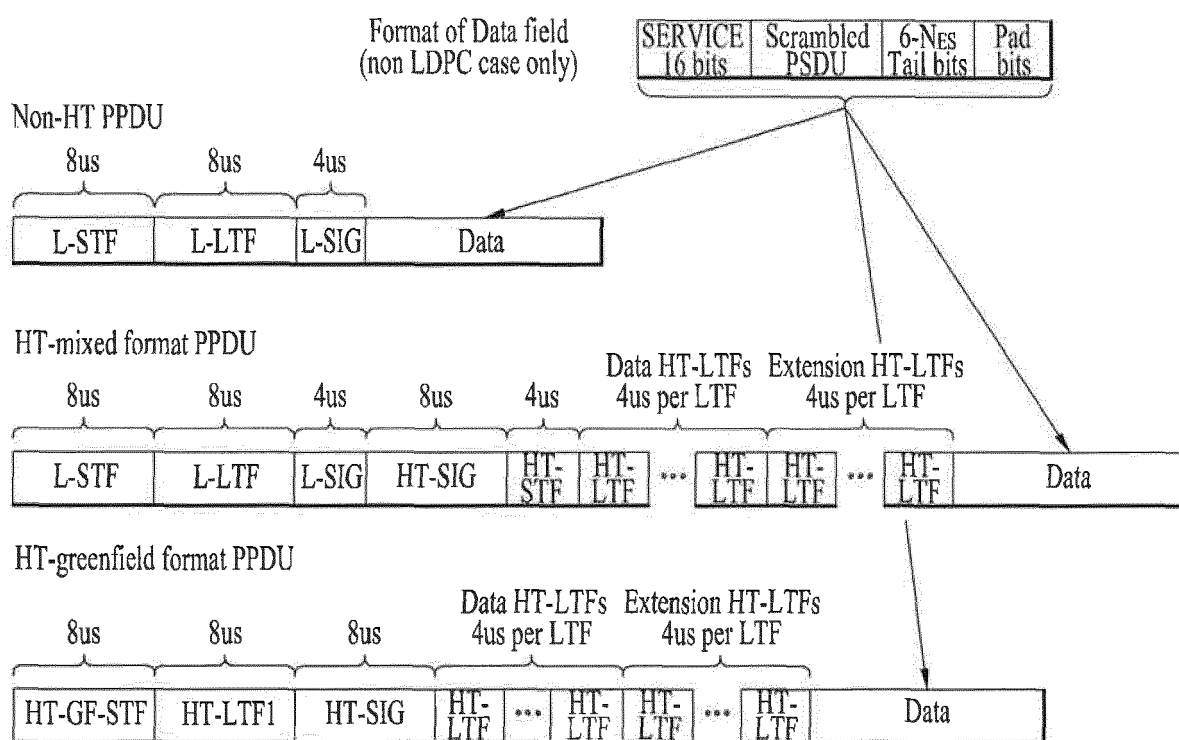 Format of Data field
(non LDPC case only)
SERVICE 16 bits
Scrambled PSDU
6-NES Tail bits
Pad bits
Non-HT PPDU
8us 8us 4us
L-STF L-LTF L-SIG Data
HT-mixed format PPDU
Data HT-LTFs Extension HT-LTFs
8us 8us 4us 8us 4us 4us per LTF 4us per LTF
L-STF L-LTF L-SIG HT-SIG HT-STF HT-LTF ... HT-LTF HT-LTF ... HT-LTF Data
HT-greenfield format PPDU
Data HT-LTFs Extension HT-LTFs
8us 8us 8us 4us per LTF 4us per LTF
HT-GF-STF HT-LTF1 HT-SIG HT-LTF ... HT-LTF HT-LTF ... HT-LTF Data